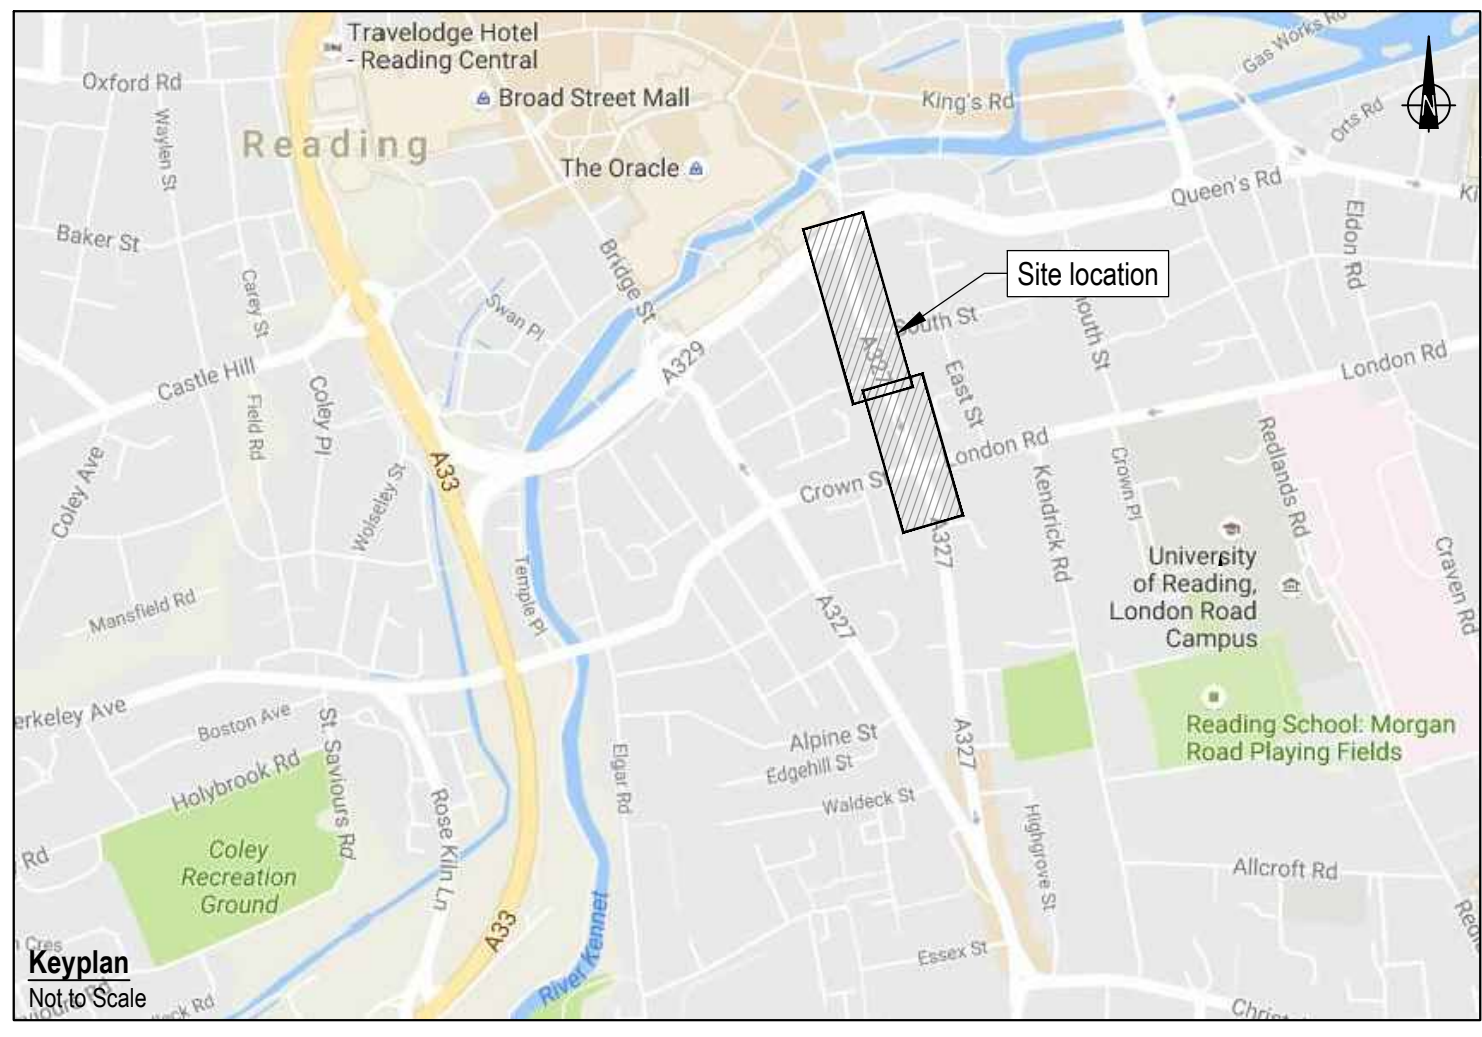 Travelodge Hotel
- Reading Central
Oxford Rd
Broad Street Mall
King's Rd
Gas Works Rd
N
Orts Rd
Waylen St
Reading
The Oracle
Queen's Rd
Eldon Rd
Baker St
Bridge St
Site location
Carey St
Swan Pl
South St
outh St
A329
A327
London Rd
Castle Hill
Coley Pl
Field Rd
East St
Coley Ave
A33
Wolseley St
Crown St
London Rd
Kendrick Rd
Crown Pl
Redlands Rd
A327
Craven Rd
University
of Reading,
London Road
Campus
Temple Pl
Mansfield Rd
A327
erkeley Ave
Boston Ave
St. Saviours Rd
Holybrook Rd
Elgar Rd
Alpine St
Edgehill St
A327
Reading School: Morgan
Road Playing Fields
Waldeck St
Rose Kiln Ln
Highgrove St
Coley
Recreation
Ground
Rd
Allcroft Rd
A33
River Kennet
Essex St
Cres
Keyplan
Not to Scale